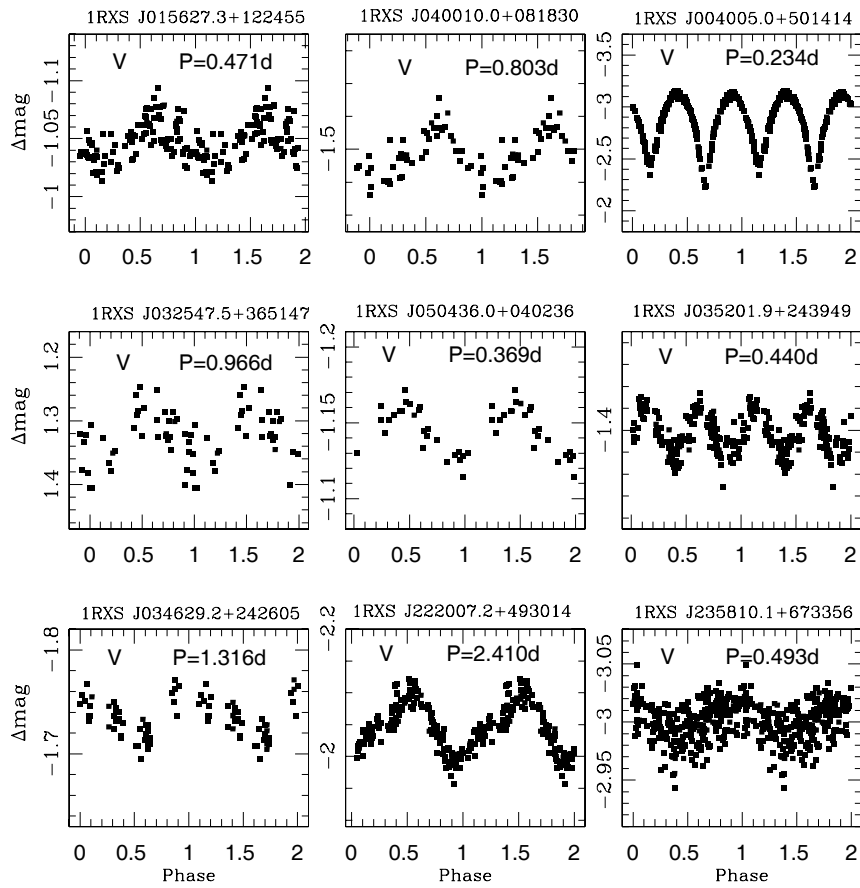 1RXS J015627.3+122455
1RXS J040010.0+081830
1RXS J004005.0+501414
V P=0.471d
V P=0.803d
V P=0.234d
Δmag
−1.1
−1.05
−1
−1.5
−3.5
−3
−2.5
−2
0 0.5 1 1.5 2
0 0.5 1 1.5
0 0.5 1 1.5 2
1RXS J032547.5+365147
1RXS J050436.0+040236
1RXS J035201.9+243949
V P=0.966d
V P=0.369d
V P=0.440d
Δmag
1.2
1.3
1.4
−1.2
−1.15
−1.1
−1.4
0 0.5 1 1.5 2
0 0.5 1 1.5 2
0 0.5 1 1.5 2
1RXS J034629.2+242605
1RXS J222007.2+493014
1RXS J235810.1+673356
V P=1.316d
V P=2.410d
V P=0.493d
Δmag
−1.8
−1.7
−2.2
−2
−3.05
−3
−2.95
0 0.5 1 1.5 2
0 0.5 1 1.5 2
0 0.5 1 1.5 2
Phase
Phase
Phase